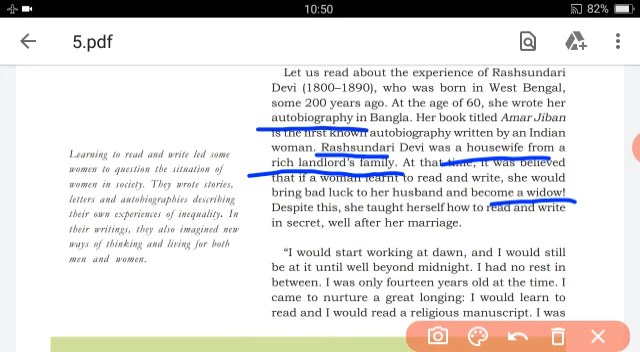 10:50
82%
5.pdf
Let us read about the experience of Rashsundari
Devi (1800–1890), who was born in West Bengal,
some 200 years ago. At the age of 60, she wrote her
autobiography in Bangla. Her book titled Amar Jiban
is the first known autobiography written by an Indian
woman. Rashsundari Devi was a housewife from a
rich landlord's family. At that time, it was believed
that if a woman learnt to read and write, she would
bring bad luck to her husband and become a widow!
Despite this, she taught herself how to read and write
in secret, well after her marriage.
Learning to read and write led some
women to question the situation of
women in society. They wrote stories,
letters and autobiographies describing
their own experiences of inequality. In
their writings, they also imagined new
ways of thinking and living for both
men and women.
“I would start working at dawn, and I would still
be at it until well beyond midnight. I had no rest in
between. I was only fourteen years old at the time. I
came to nurture a great longing: I would learn to
read and I would read a religious manuscript. I was